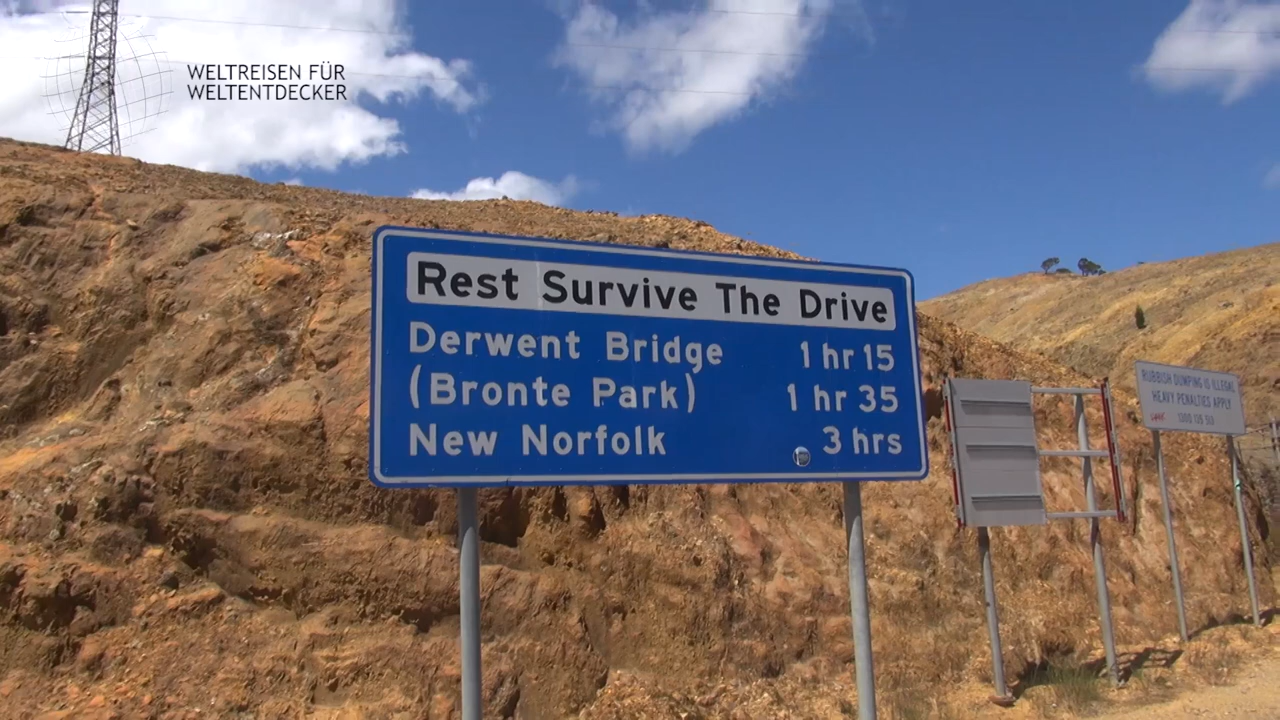 WELTREISEN FÜR
WELTENTDECKER
Rest Survive The Drive
Derwent Bridge 1 hr 15
(Bronte Park) 1 hr 35
New Norfolk 3 hrs
RUBBISH DUMPING IS ILLEGAL
HEAVY PENALTIES APPLY